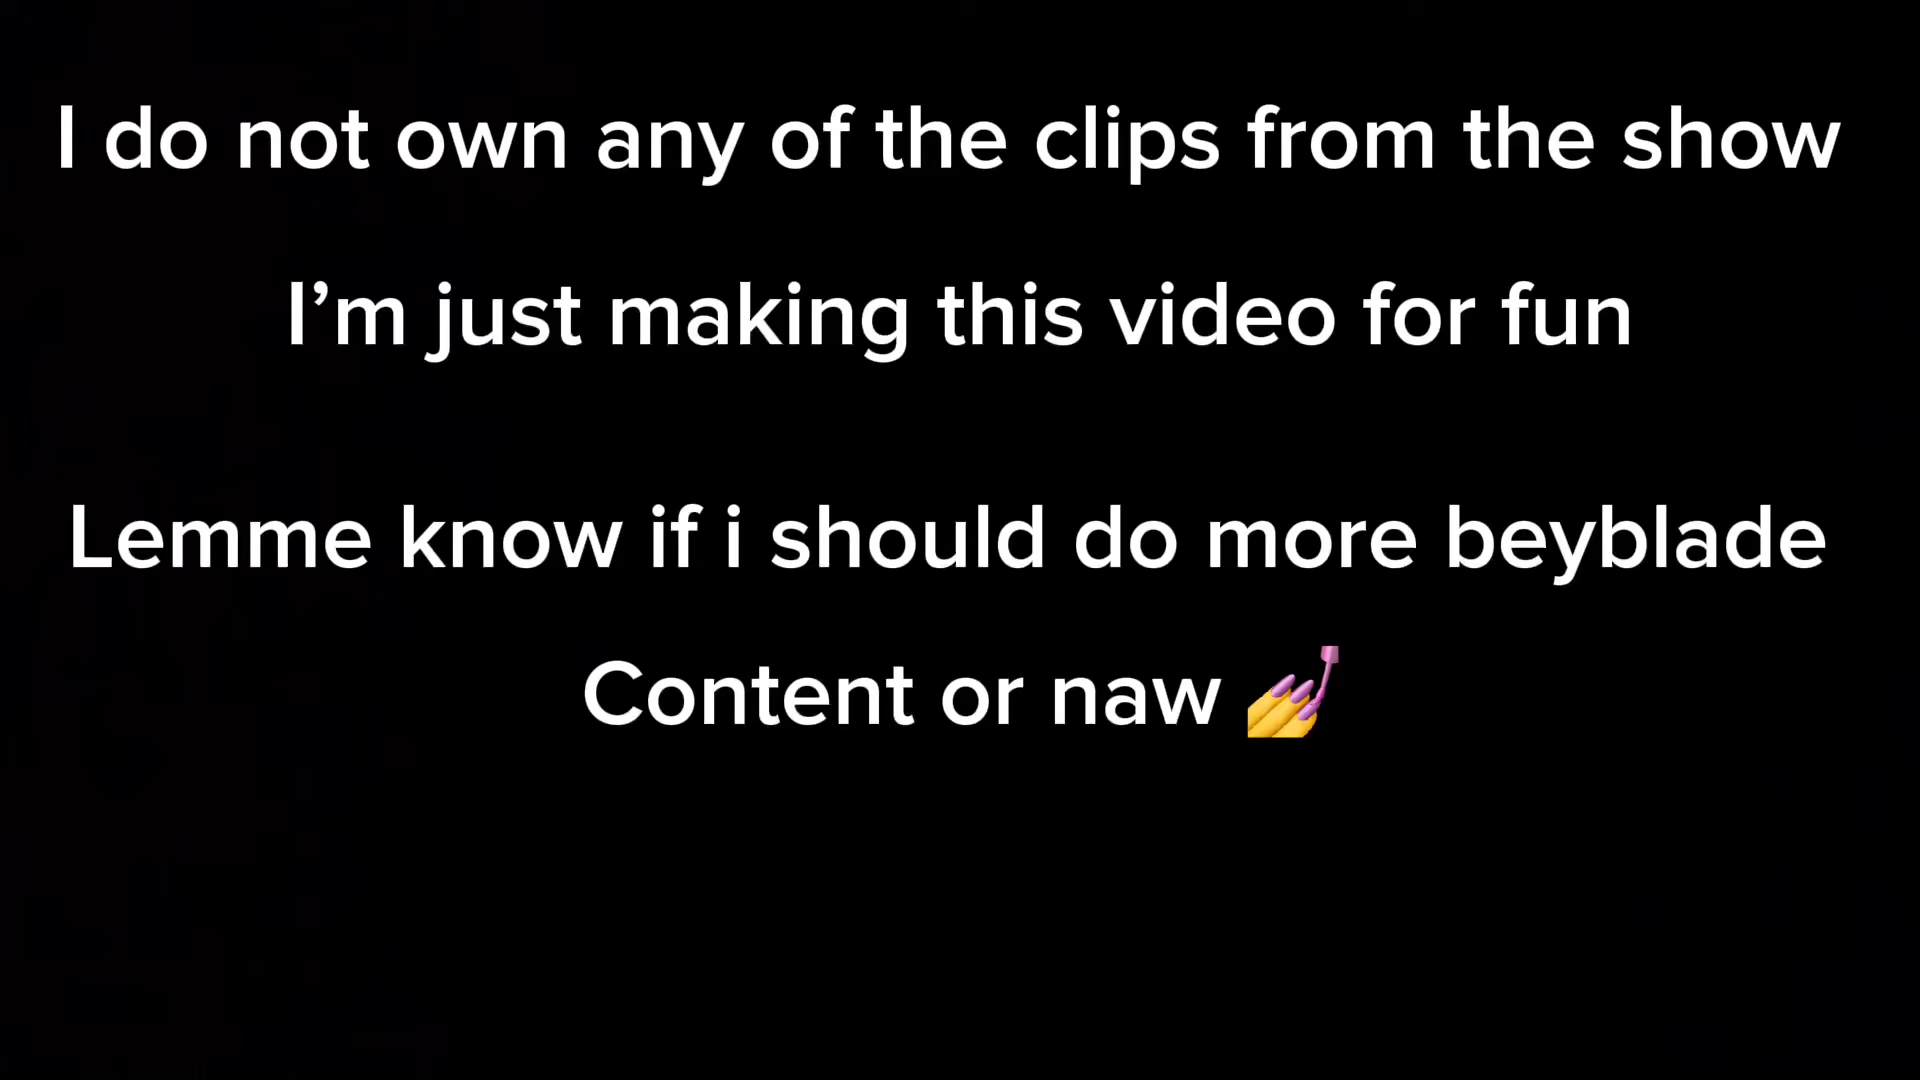 I do not own any of the clips from the show
I’m just making this video for fun
Lemme know if i should do more beyblade
Content or naw 💅